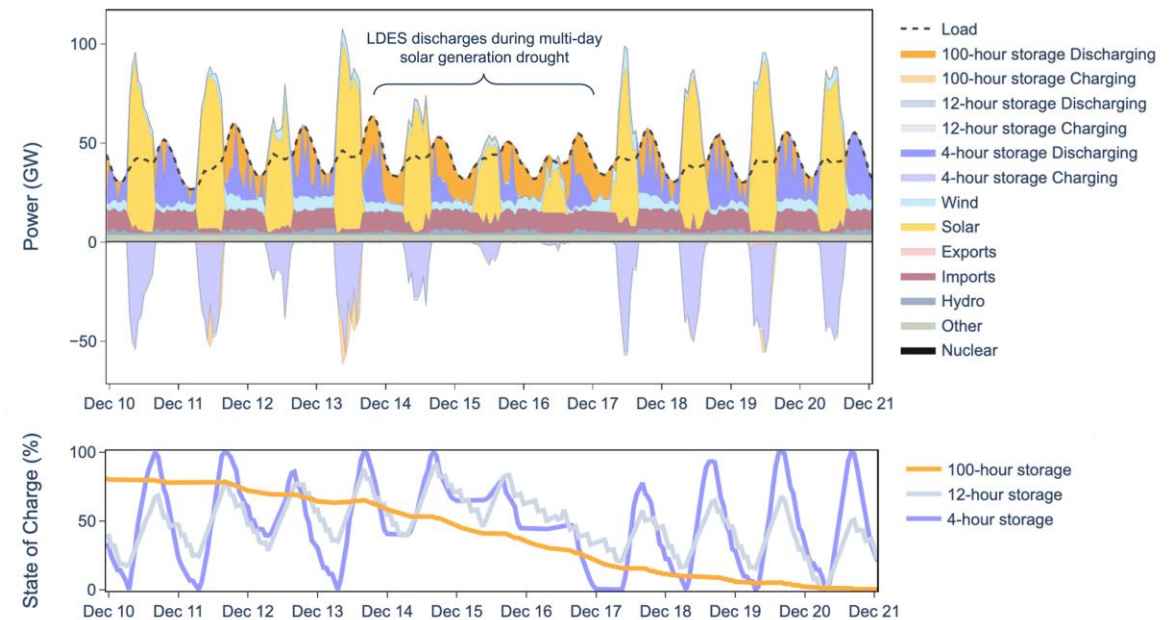 LDES discharges during multi-day
solar generation drought
Power (GW)
100
50
0
−50
Dec 10 Dec 11 Dec 12 Dec 13 Dec 14 Dec 15 Dec 16 Dec 17 Dec 18 Dec 19 Dec 20 Dec 21
Load
100-hour storage Discharging
100-hour storage Charging
12-hour storage Discharging
12-hour storage Charging
4-hour storage Discharging
4-hour storage Charging
Wind
Solar
Exports
Imports
Hydro
Other
Nuclear
State of Charge (%)
100
50
0
Dec 10 Dec 11 Dec 12 Dec 13 Dec 14 Dec 15 Dec 16 Dec 17 Dec 18 Dec 19 Dec 20 Dec 21
100-hour storage
12-hour storage
4-hour storage